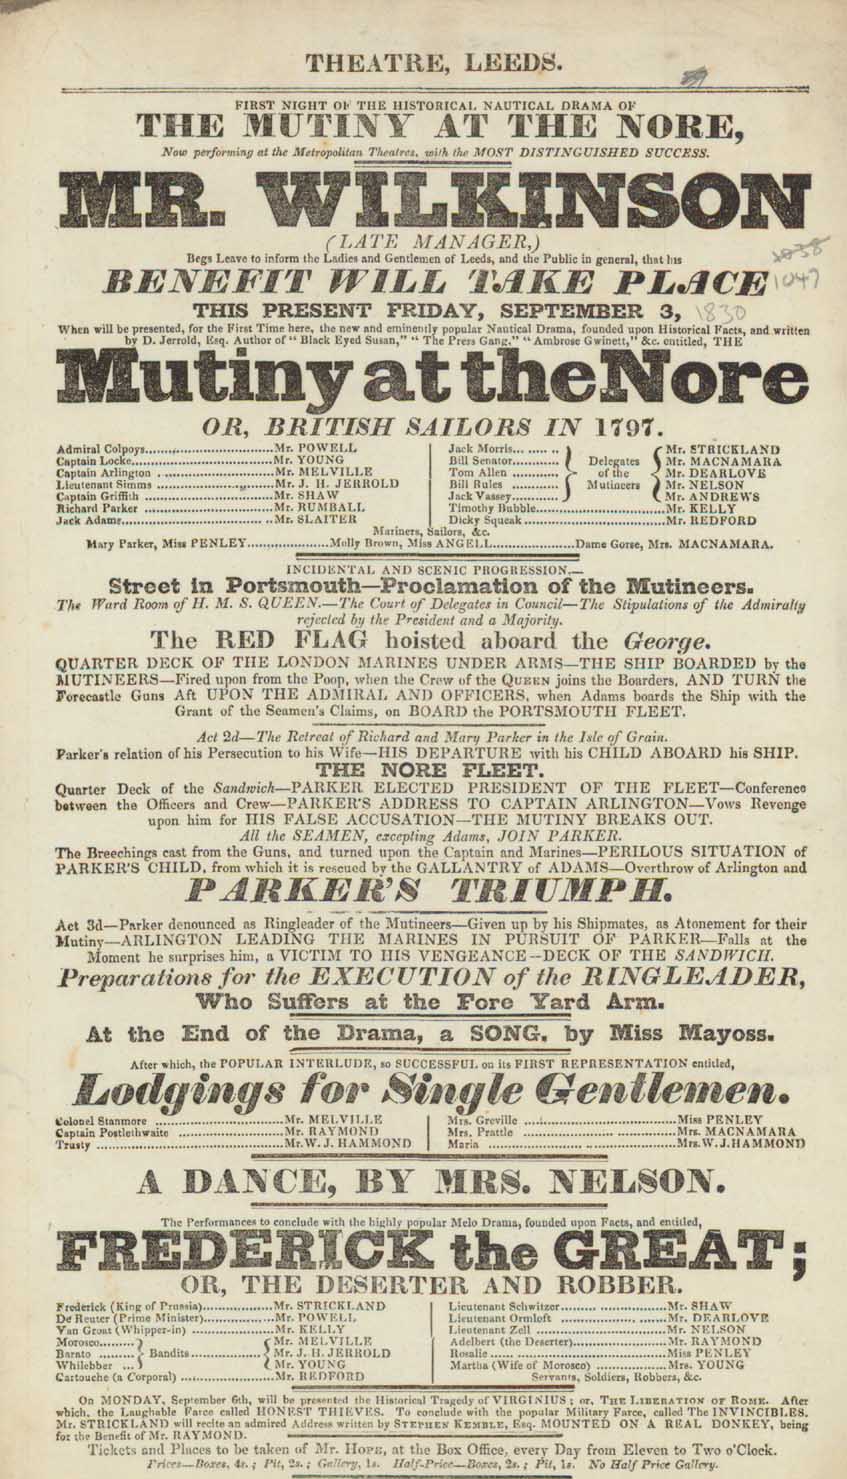 THEATRE, LEEDS.
FIRST NIGHT OF THE HISTORICAL NAUTICAL DRAMA OF
THE MUTINY AT THE NORE,
Now performing at the Metropolitan Theatres, with the MOST DISTINGUISHED SUCCESS.
MR. WILKINSON
(LATE MANAGER,)
Begs Leave to inform the Ladies and Gentlemen of Leeds, and the Public in general, that his
BENEFIT WILL TAKE PLACE
1838
1047
THIS PRESENT FRIDAY, SEPTEMBER 3, 1830
When will be presented, for the First Time here, the new and eminently popular Nautical Drama, founded upon Historical Facts, and written
by D. Jerrold, Esq. Author of "Black Eyed Susan," "The Press Gang," "Ambrose Gwinett," &c. entitled, THE
Mutiny at the Nore
OR, BRITISH SAILORS IN 1797.
Admiral Colpoys..............................Mr. POWELL
Captain Locke..............................Mr. YOUNG
Captain Arlington..............................Mr. MELVILLE
Lieutenant Simms..............................Mr. J. H. JERROLD
Captain Griffith..............................Mr. SHAW
Richard Parker..............................Mr. RUMBALL
Jack Adams..............................Mr. SLAITER
Jack Morris.......... Mr. STRICKLAND
Bill Senator.......... Delegates Mr. MACNAMARA
Tom Allen.......... of the Mr. DEARLOVE
Bill Rules.......... Mutineers Mr. NELSON
Jack Vassey.......... Mr. ANDREWS
Timothy Bubble..............................Mr. KELLY
Dicky Squeak..............................Mr. REDFORD
Mariners, Sailors, &c.
Mary Parker, Miss PENLEY....................Molly Brown, Miss ANGELL....................Dame Gorse, Mrs. MACNAMARA.
INCIDENTAL AND SCENIC PROGRESSION.—
Street in Portsmouth—Proclamation of the Mutineers.
The Ward Room of H. M. S. QUEEN.—The Court of Delegates in Council—The Stipulations of the Admiralty
rejected by the President and a Majority.
The RED FLAG hoisted aboard the George.
QUARTER DECK OF THE LONDON MARINES UNDER ARMS—THE SHIP BOARDED by the
MUTINEERS—Fired upon from the Poop, when the Crew of the QUEEN joins the Boarders, AND TURN the
Forecastle Guns Aft UPON THE ADMIRAL AND OFFICERS, when Adams boards the Ship with the
Grant of the Seamen's Claims, on BOARD the PORTSMOUTH FLEET.
Act 2d—The Retreat of Richard and Mary Parker in the Isle of Grain.
Parker's relation of his Persecution to his Wife—HIS DEPARTURE with his CHILD ABOARD his SHIP.
THE NORE FLEET.
Quarter Deck of the Sandwich—PARKER ELECTED PRESIDENT OF THE FLEET—Conference
between the Officers and Crew—PARKER'S ADDRESS TO CAPTAIN ARLINGTON—Vows Revenge
upon him for HIS FALSE ACCUSATION—THE MUTINY BREAKS OUT.
All the SEAMEN, excepting Adams, JOIN PARKER.
The Breechings cast from the Guns, and turned upon the Captain and Marines—PERILOUS SITUATION of
PARKER'S CHILD, from which it is rescued by the GALLANTRY of ADAMS—Overthrow of Arlington and
PARKER'S TRIUMPH.
Act 3d—Parker denounced as Ringleader of the Mutineers—Given up by his Shipmates, as Atonement for their
Mutiny—ARLINGTON LEADING THE MARINES IN PURSUIT OF PARKER—Falls at the
Moment he surprises him, a VICTIM TO HIS VENGEANCE—DECK OF THE SANDWICH.
Preparations for the EXECUTION of the RINGLEADER,
Who Suffers at the Fore Yard Arm.
At the End of the Drama, a SONG, by Miss Mayoss.
After which, the POPULAR INTERLUDE, so SUCCESSFUL on its FIRST REPRESENTATION entitled,
Lodgings for Single Gentlemen.
Colonel Stanmore..............................Mr. MELVILLE
Captain Postlethwaite..............................Mr. RAYMOND
Trusty..............................Mr. W. J. HAMMOND
Mrs. Greville..............................Miss PENLEY
Mrs. Prattle..............................Mrs. MACNAMARA
Maria..............................Mrs. W. J. HAMMOND
A DANCE, BY MRS. NELSON.
The Performances to conclude with the highly popular Melo Drama, founded upon Facts, and entitled,
FREDERICK the GREAT;
OR, THE DESERTER AND ROBBER.
Frederick (King of Prussia)..................Mr. STRICKLAND
De Reuter (Prime Minister)..................Mr. POWELL
Van Groat (Whipper-in)..................Mr. KELLY
Morosco........ Mr. MELVILLE
Barato........ Bandits........ Mr. J. H. JERROLD
Whilebber... Mr. YOUNG
Cartouche (a Corporal)....................Mr. REDFORD
Lieutenant Schwitzer....................Mr. SHAW
Lieutenant Ormloft....................Mr. DEARLOVE
Lieutenant Zell....................Mr. NELSON
Adelbert (the Deserter)....................Mr. RAYMOND
Rosalie....................Miss PENLEY
Martha (Wife of Morosco)..................Mrs. YOUNG
Servants, Soldiers, Robbers, &c.
On MONDAY, September 6th, will be presented the Historical Tragedy of VIRGINIUS; or, THE LIBERATION OF ROME. After
which, the Laughable Farce called HONEST THIEVES. To conclude with the popular Military Farce, called The INVINCIBLES.
Mr. STRICKLAND will recite an admired Address written by STEPHEN KEMBLE, Esq. MOUNTED ON A REAL DONKEY, being
for the Benefit of Mr. RAYMOND.
Tickets and Places to be taken of Mr. HOPE, at the Box Office, every Day from Eleven to Two o'Clock.
Prices—Boxes, 4s.; Pit, 2s.; Gallery, 1s. Half-Price—Boxes, 2s.; Pit, 1s. No Half Price Gallery.